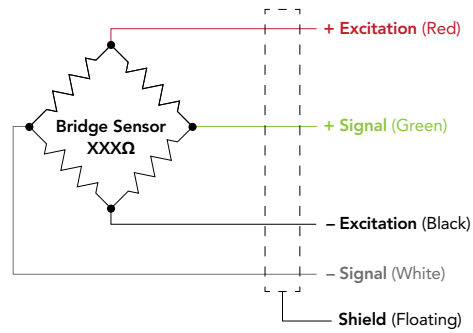 + Excitation (Red)
Bridge Sensor
XXXΩ
+ Signal (Green)
– Excitation (Black)
– Signal (White)
Shield (Floating)